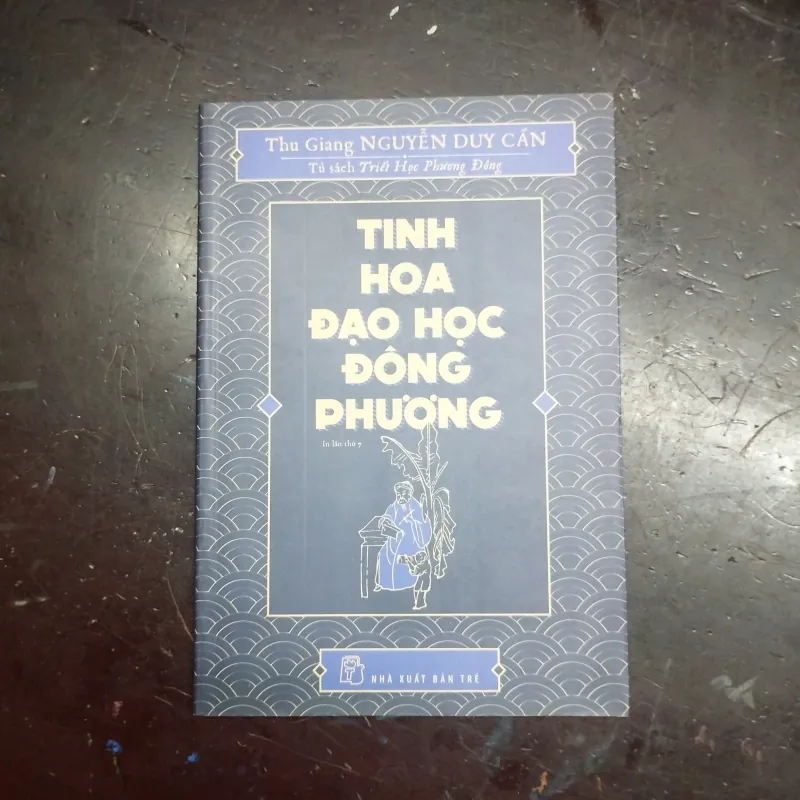 Thu Giang NGUYỄN DUY CẦN
Tủ sách Triết Học Phương Đông
TINH
HOA
ĐẠO HỌC
ĐÔNG
PHƯƠNG
In lần thứ 7
NHÀ XUẤT BẢN TRẺ